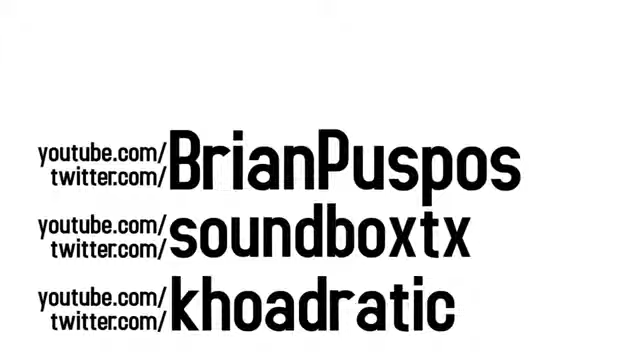 youtube.com/
twitter.com/
BrianPuspos
youtube.com/
twitter.com/
soundboxtx
youtube.com/
twitter.com/
khoadratic